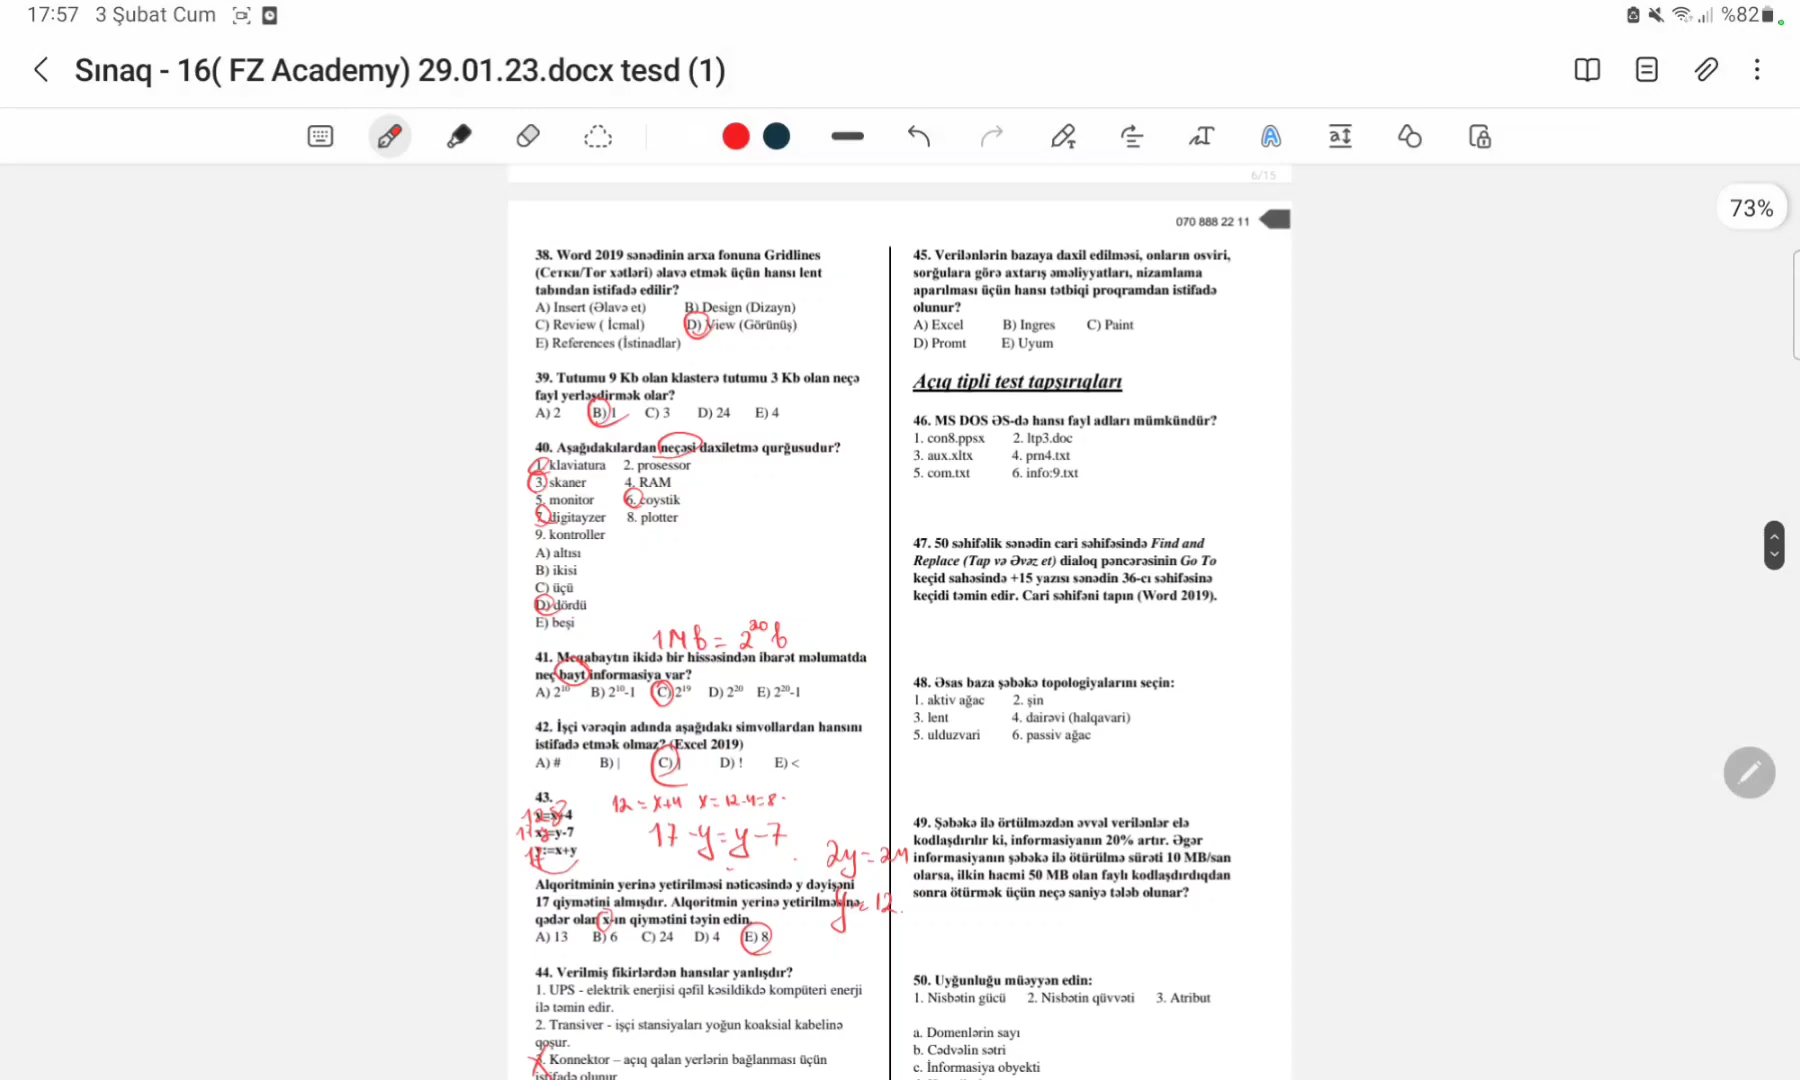 17:57 3 Şubat Cum
%82
Sınaq - 16( FZ Academy) 29.01.23.docx tesd (1)
6/15
73%
070 888 22 11
38. Word 2019 sənədinin arxa fonuna Gridlines
(Сетки/Tor xətləri) əlavə etmək üçün hansı lent
tabından istifadə edilir?
A) Insert (Əlavə et) B) Design (Dizayn)
C) Review ( İcmal) D) View (Görünüş)
E) References (İstinadlar)
39. Tutumu 9 Kb olan klasterə tutumu 3 Kb olan neçə
fayl yerləşdirmək olar?
A) 2 B) 1 C) 3 D) 24 E) 4
40. Aşağıdakılardan neçəsi daxiletmə qurğusudur?
1. klaviatura 2. prosessor
3. skaner 4. RAM
5. monitor 6. coystik
7. digitayzer 8. plotter
9. kontroller
A) altısı
B) ikisi
C) üçü
D) dördü
E) beşi
1Mb = 2²⁰ b
41. Meqabaytın ikidə bir hissəsindən ibarət məlumatda
neç bayt informasiya var?
A) 2¹⁰ B) 2¹⁰-1 C) 2¹⁹ D) 2²⁰ E) 2²⁰-1
42. İşçi vərəqin adında aşağıdakı simvollardan hansını
istifadə etmək olmaz? (Excel 2019)
A) # B) | C) D) ! E) <
43.
12 = x+4 x = 12-4=8
17 -y = y-7
x=y-7
y:=x+y
2y = 24
y = 12.
Alqoritminin yerinə yetirilməsi nəticəsində y dəyişəni
17 qiymətini almışdır. Alqoritmin yerinə yetirilməsinə
qədər olan x-ın qiymətini təyin edin.
A) 13 B) 6 C) 24 D) 4 E) 8
44. Verilmiş fikirlərdən hansılar yanlışdır?
1. UPS - elektrik enerjisi qəfil kəsildikdə kompüteri enerji
ilə təmin edir.
2. Transiver - işçi stansiyaları yoğun koaksial kabelinə
qoşur.
3. Konnektor – açıq qalan yerlərin bağlanması üçün
istifadə olunur
45. Verilənlərin bazaya daxil edilməsi, onların təsviri,
sorğulara görə axtarış əməliyyatları, nizamlama
aparılması üçün hansı tətbiqi proqramdan istifadə
olunur?
A) Excel B) Ingres C) Paint
D) Promt E) Uyum
Açıq tipli test tapşırıqları
46. MS DOS ƏS-də hansı fayl adları mümkündür?
1. con8.ppsx 2. ltp3.doc
3. aux.xltx 4. prn4.txt
5. com.txt 6. info:9.txt
47. 50 səhifəlik sənədin cari səhifəsində Find and
Replace (Tap və Əvəz et) dialoq pəncərəsinin Go To
keçid sahəsində +15 yazısı sənədin 36-cı səhifəsinə
keçidi təmin edir. Cari səhifəni tapın (Word 2019).
48. Əsas baza şəbəkə topologiyalarını seçin:
1. aktiv ağac 2. şin
3. lent 4. dairəvi (halqavari)
5. ulduzvari 6. passiv ağac
49. Şəbəkə ilə örtülməzdən əvvəl verilənlər elə
kodlaşdırılır ki, informasiyanın 20% artır. Əgər
informasiyanın şəbəkə ilə ötürülmə sürəti 10 MB/san
olarsa, ilkin həcmi 50 MB olan faylı kodlaşdırdıqdan
sonra ötürmək üçün neçə saniyə tələb olunar?
50. Uyğunluğu müəyyən edin:
1. Nisbətin gücü 2. Nisbətin qüvvəti 3. Atribut
a. Domenlərin sayı
b. Cədvəlin sətri
c. İnformasiya obyekti